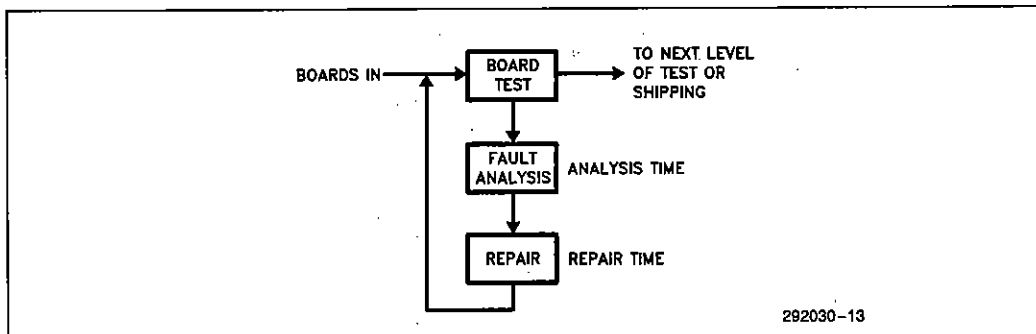 BOARDS IN
BOARD
TEST
TO NEXT LEVEL
OF TEST OR
SHIPPING
FAULT
ANALYSIS
ANALYSIS TIME
REPAIR
REPAIR TIME
292030-13